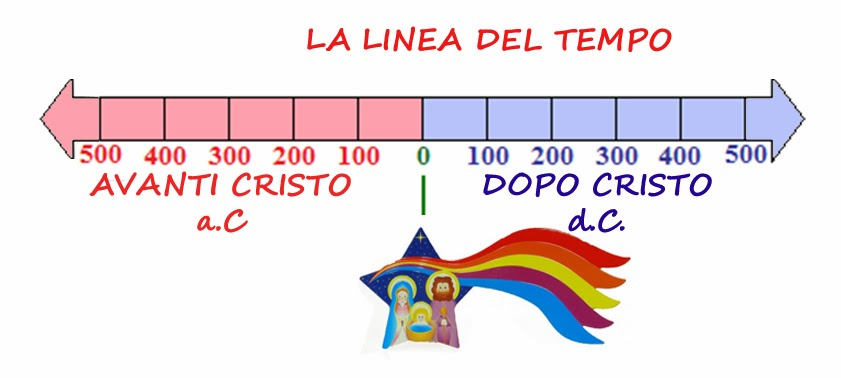 LA LINEA DEL TEMPO
500 400 300 200 100 0 100 200 300 400 500
AVANTI CRISTO DOPO CRISTO
a.C d.C.